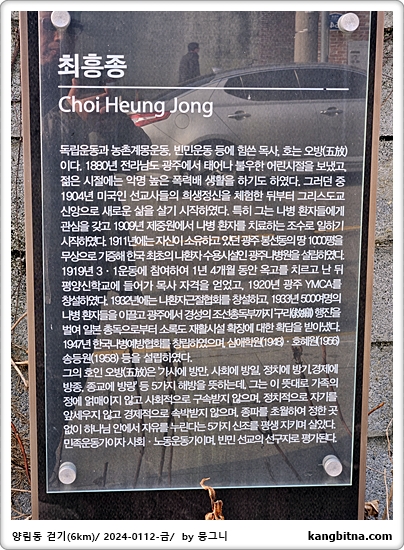 최흥종
Choi Heung Jong
독립운동과 농촌계몽운동, 빈민운동 등에 힘쓴 목사, 호는 오방(五放)
이다. 1880년 전라남도 광주에서 태어나 불우한 어린시절을 보냈고,
젊은 시절에는 악명 높은 폭력배 생활을 하기도 하였다. 그러던 중
1904년 미국인 선교사들의 희생정신을 체험한 뒤부터 그리스도교
신앙으로 새로운 삶을 살기 시작하였다. 특히 그는 나병 환자들에게
관심을 갖고 1909년 제중원에서 나병 환자를 치료하는 조수로 일하기
시작하였다. 1911년에는 자신이 소유하고 있던 광주 봉선동의 땅 1000평을
무상으로 기증해 한국 최초의 나환자 수용시설인 광주나병원을 설립하였다.
1919년 3·1운동에 참여하여 1년 4개월 동안 옥고를 치르고 난 뒤
평양신학교에 들어가 목사 자격을 얻었고, 1920년 광주 YMCA를
창설하였다. 1932년에는 나환자근절협회를 창설하고, 1933년 500여명의
나병 환자들을 이끌고 광주에서 경성의 조선총독부까지 '구라(救癩) 행진'을
벌여 일본 총독으로부터 소록도 재활시설 확장에 대한 확답을 받아냈다.
1947년 한국나병예방협회를 창립하였으며, 삼애학원(1948)·호혜원(1956)
송등원(1958) 등을 설립하였다.
그의 호인 오방(五放)은 '가사에 방만, 사회에 방일, 정치에 방기,경제에
방종, 종교에 방랑' 등 5가지 해방을 뜻하는데, 그는 이 뜻대로 가족의
정에 얽매이지 않고 사회적으로 구속받지 않으며, 정치적으로 자기를
앞세우지 않고 경제적으로 속박받지 않으며, 종파를 초월하여 정한 곳
없이 하나님 안에서 자유를 누린다는 5가지 신조를 평생 지키며 살았다.
민족운동가이자 사회·노동운동가이며, 빈민 선교의 선구자로 평가된다.
양림동 걷기(6km)/ 2024-0112-금/ by 몽그니
kangbitna.com